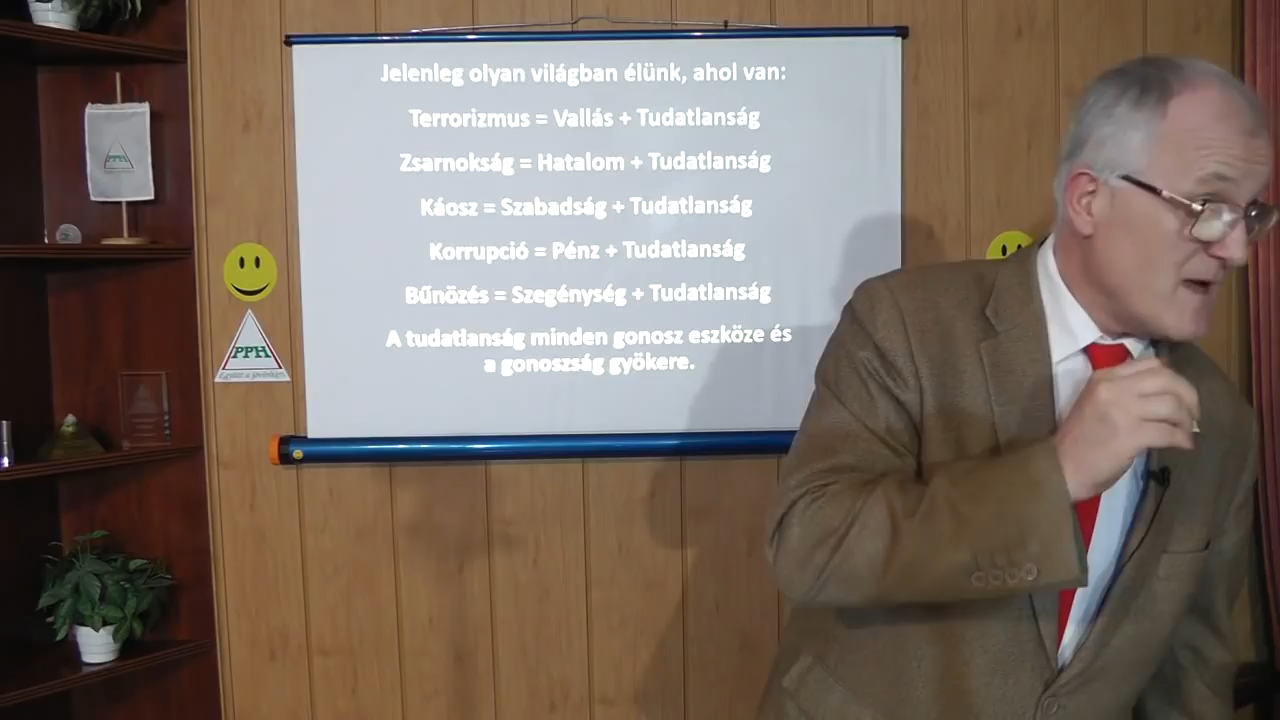 Jelenleg olyan világban élünk, ahol van:
Terrorizmus = Vallás + Tudatlanság
Zsarnokság = Hatalom + Tudatlanság
Káosz = Szabadság + Tudatlanság
Korrupció = Pénz + Tudatlanság
Bűnözés = Szegénység + Tudatlanság
A tudatlanság minden gonosz eszköze és
a gonoszság gyökere.
PPH
PPH